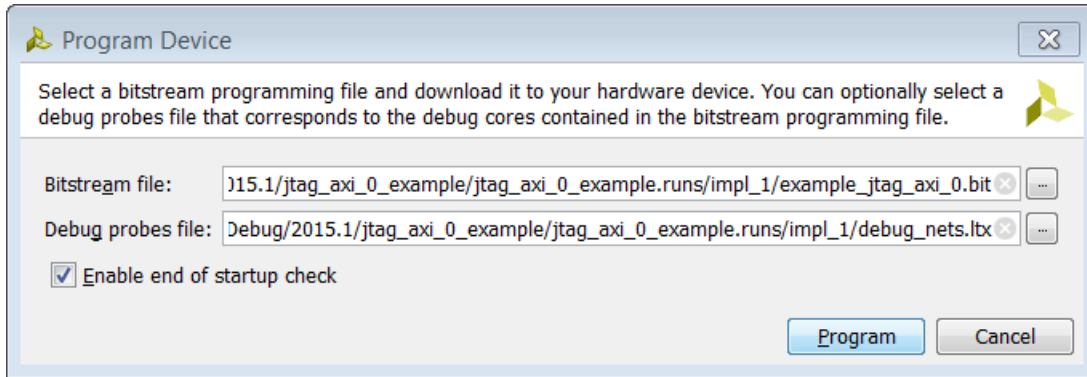 Program Device
Select a bitstream programming file and download it to your hardware device. You can optionally select a
debug probes file that corresponds to the debug cores contained in the bitstream programming file.
Bitstream file: 015.1/jtag_axi_0_example/jtag_axi_0_example.runs/impl_1/example_jtag_axi_0.bit ...
Debug probes file: Debug/2015.1/jtag_axi_0_example/jtag_axi_0_example.runs/impl_1/debug_nets.ltx ...
Enable end of startup check
Program Cancel